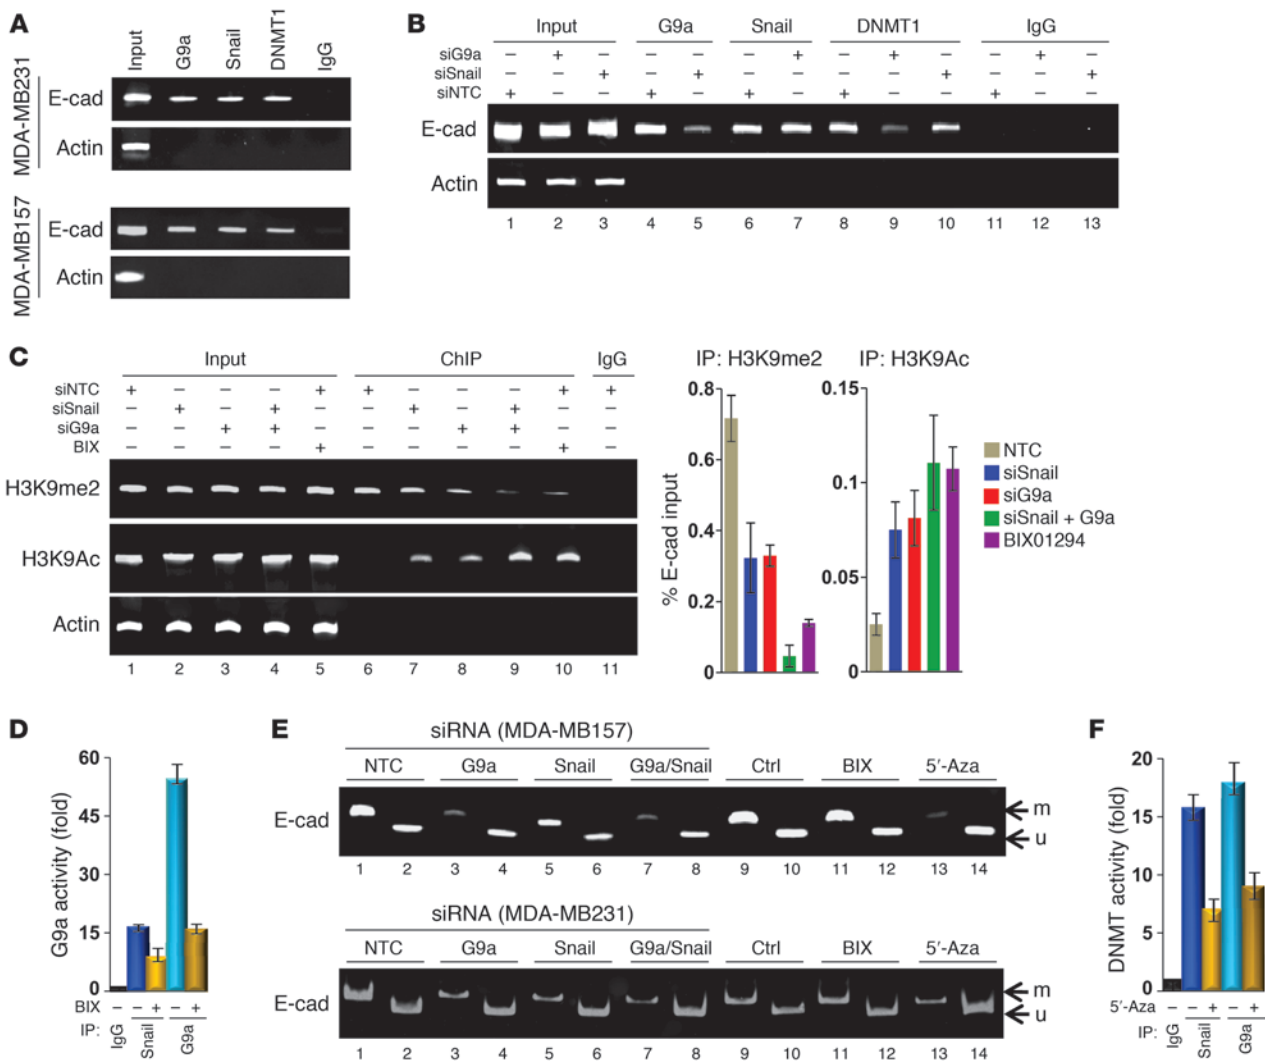 A
Input
G9a
Snail
DNMT1
IgG
MDA-MB231
E-cad
Actin
MDA-MB157
E-cad
Actin
B
Input G9a Snail DNMT1 IgG
siG9a – + – – – – – – + – – + –
siSnail – – + – + – + – – + – – +
siNTC + – – + – + – + – – + – –
E-cad
Actin
1 2 3 4 5 6 7 8 9 10 11 12 13
C
Input ChIP IgG
siNTC + – – – + + – – – + +
siSnail – + – + – – + – + – –
siG9a – – + + – – – + + – –
BIX – – – – + – – – – + –
H3K9me2
H3K9Ac
Actin
1 2 3 4 5 6 7 8 9 10 11
IP: H3K9me2
% E-cad input
0.8
0.6
0.4
0.2
0
IP: H3K9Ac
0.15
0.1
0.05
0
NTC
siSnail
siG9a
siSnail + G9a
BIX01294
D
G9a activity (fold)
60
45
30
15
0
BIX – – + – +
IP: IgG Snail G9a
E
siRNA (MDA-MB157)
NTC G9a Snail G9a/Snail Ctrl BIX 5′-Aza
E-cad
m
u
1 2 3 4 5 6 7 8 9 10 11 12 13 14
siRNA (MDA-MB231)
NTC G9a Snail G9a/Snail Ctrl BIX 5′-Aza
E-cad
m
u
1 2 3 4 5 6 7 8 9 10 11 12 13 14
F
DNMT activity (fold)
20
15
10
5
0
5′-Aza – – + – +
IP: IgG Snail G9a